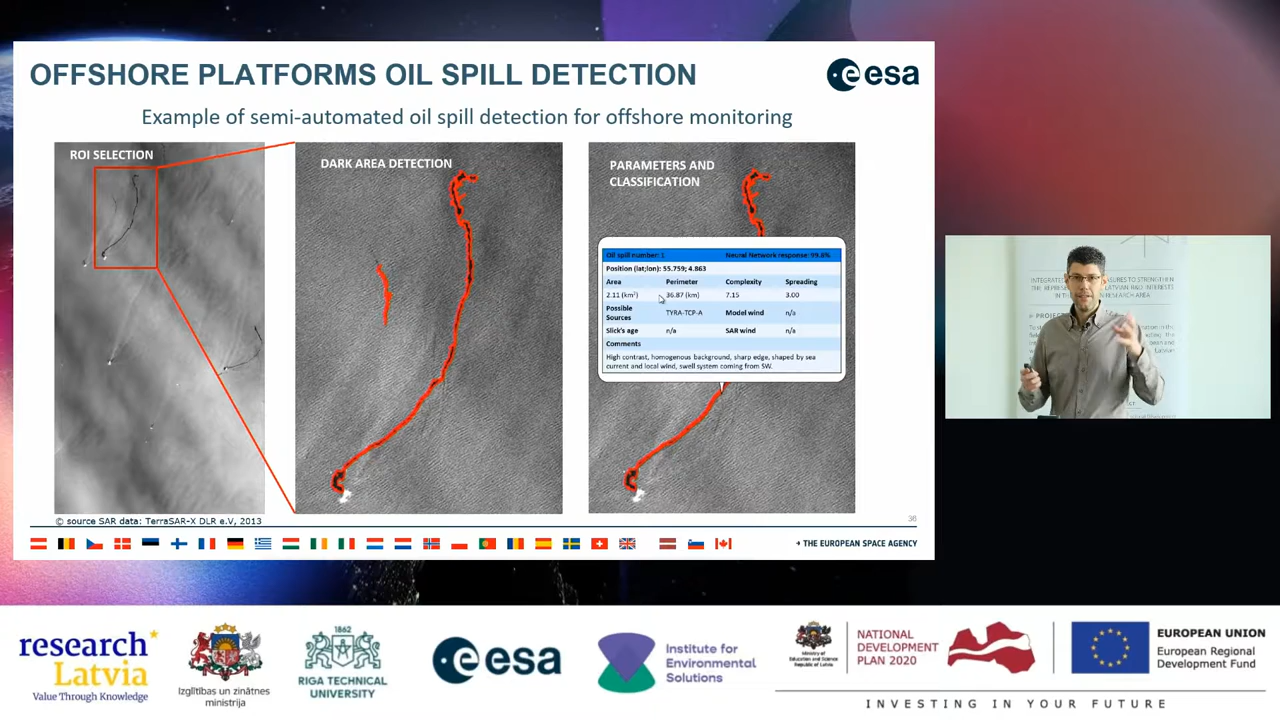 OFFSHORE PLATFORMS OIL SPILL DETECTION
esa
Example of semi-automated oil spill detection for offshore monitoring
ROI SELECTION
DARK AREA DETECTION
PARAMETERS AND
CLASSIFICATION
Oil spill number: 1 Neural Network response: 99.8%
Position (lat;lon): 55.759; 4.863
Area Perimeter Complexity Spreading
2.11 (km²) 36.87 (km) 7.15 3.00
Possible
Sources TYRA-TCP-A Model wind n/a
Slick's age n/a SAR wind n/a
Comments
High contrast, homogenous background, sharp edge, shaped by sea
current and local wind, swell system coming from SW.
© source SAR data: TerraSAR-X DLR e.V, 2013
36
→ THE EUROPEAN SPACE AGENCY
research
Latvia
Value Through Knowledge
Izglītības un zinātnes
ministrija
1862
RIGA TECHNICAL
UNIVERSITY
esa
Institute for
Environmental
Solutions
Ministry of
Education and Science
Republic of Latvia
NATIONAL
DEVELOPMENT
PLAN 2020
EUROPEAN UNION
European Regional
Development Fund
INVESTING IN YOUR FUTURE